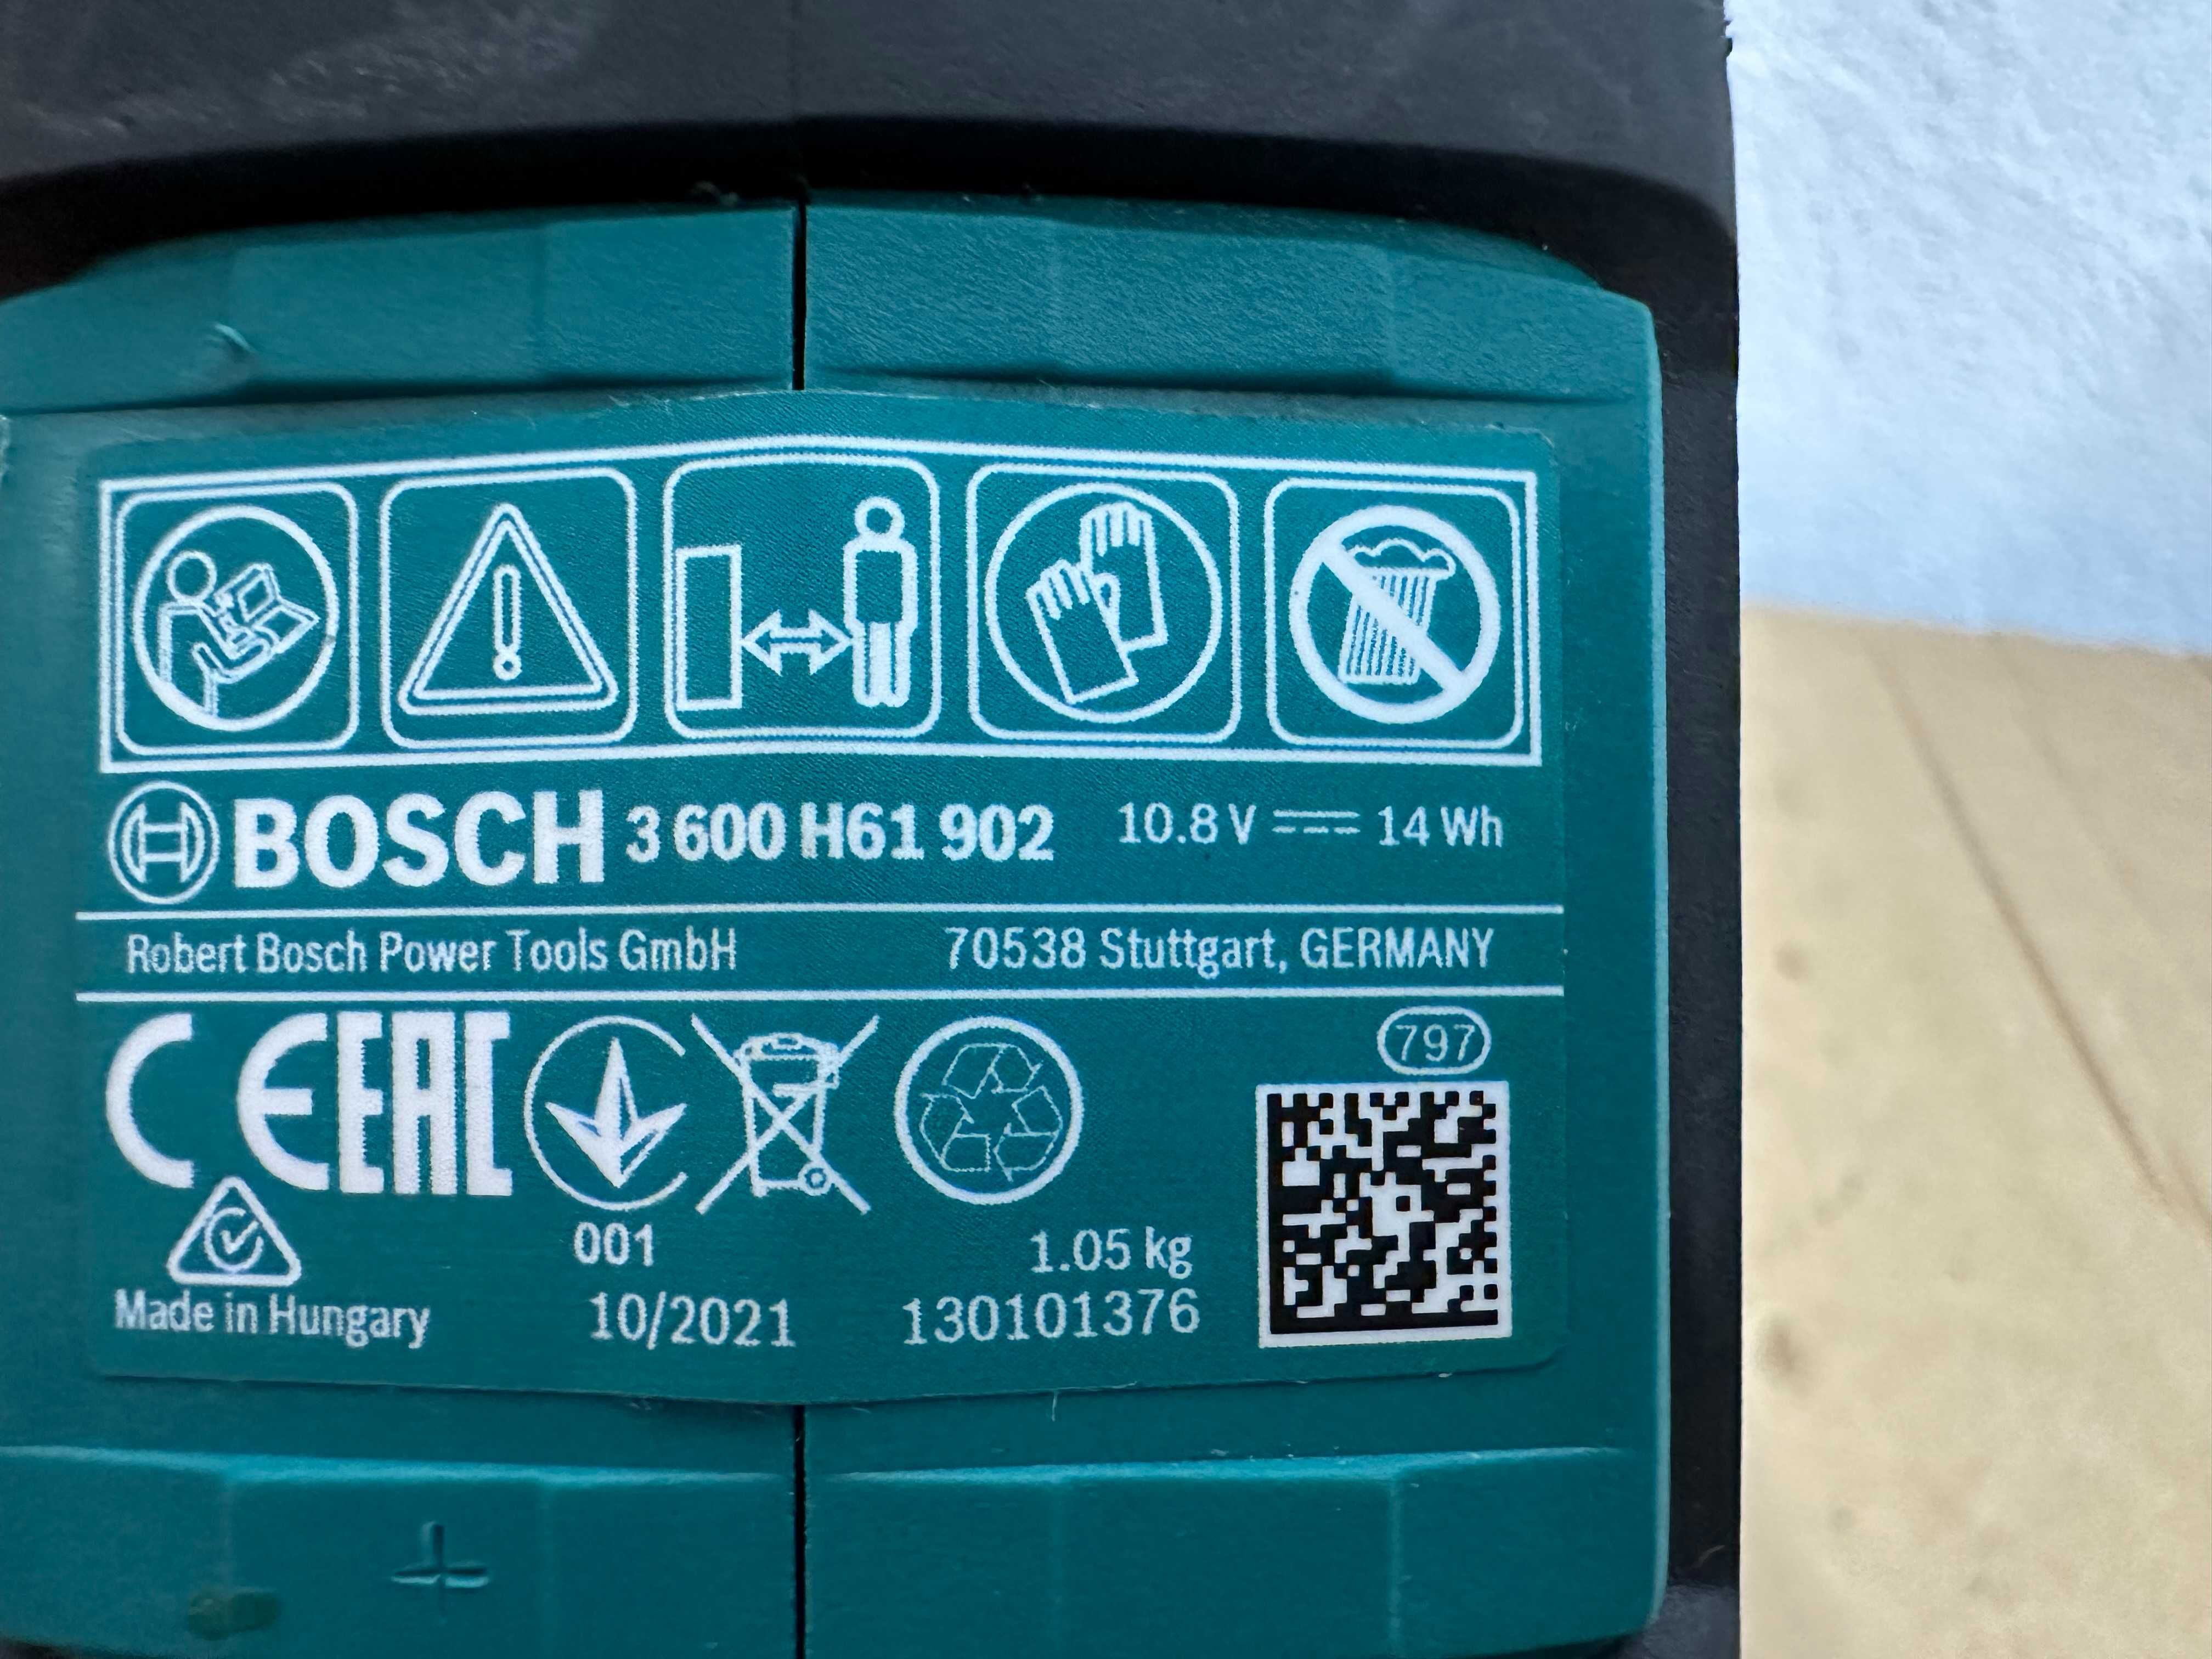 BOSCH 3 600 H61 902 10.8 V 14 Wh
Robert Bosch Power Tools GmbH 70538 Stuttgart, GERMANY
CE EAC 797
001 1.05 kg
Made in Hungary 10/2021 130101376